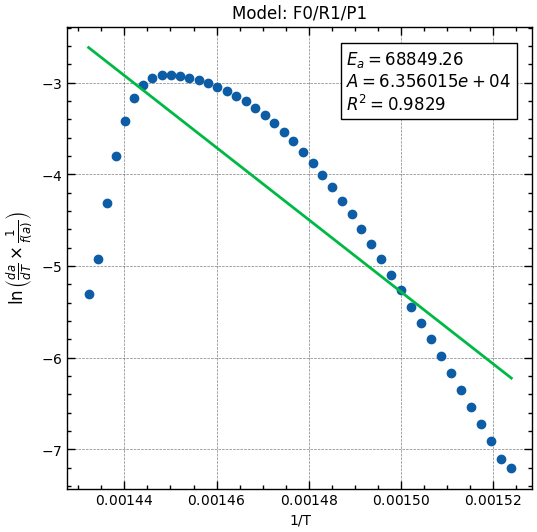 Model: F0/R1/P1
E_a = 68849.26
A = 6.356015e + 04
R^2 = 0.9829
ln (da/dT × 1/f(a))
−3
−4
−5
−6
−7
0.00144 0.00146 0.00148 0.00150 0.00152
1/T